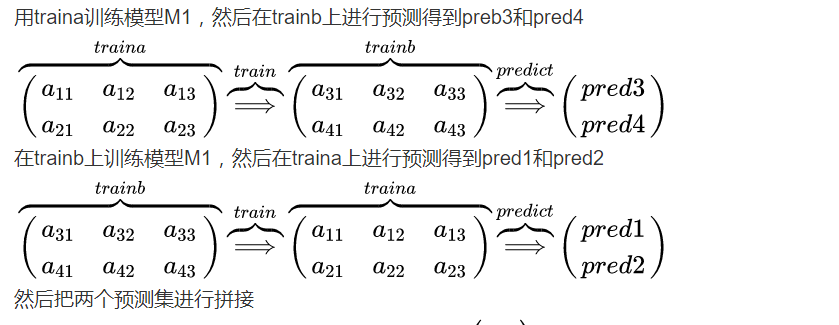 用traina训练模型M1，然后在trainb上进行预测得到preb3和pred4
traina train trainb predict
a11 a12 a13 ⟹ a31 a32 a33 ⟹ pred3
a21 a22 a23 a41 a42 a43 pred4
在trainb上训练模型M1，然后在traina上进行预测得到pred1和pred2
trainb train traina predict
a31 a32 a33 ⟹ a11 a12 a13 ⟹ pred1
a41 a42 a43 a21 a22 a23 pred2
然后把两个预测集进行拼接